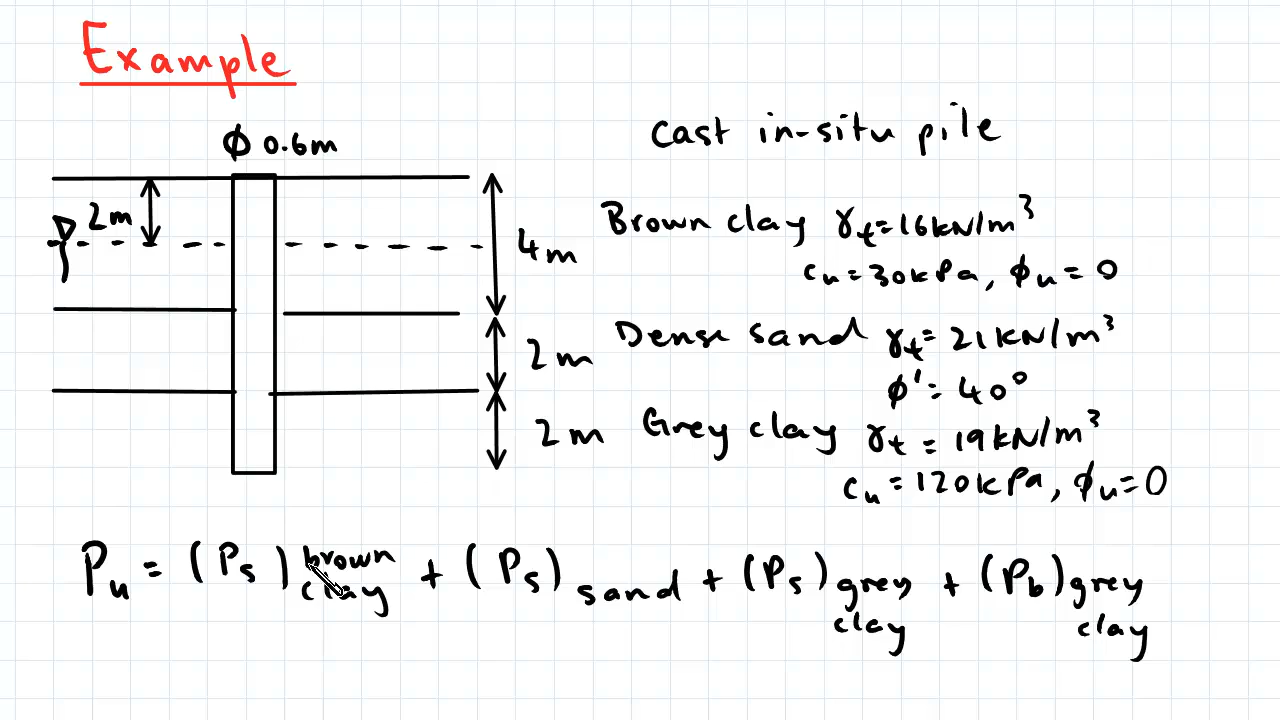 Example
ϕ 0.6m
cast in-situ pile
2m
4m
Brown clay γt=16kN/m³
cu=30kPa, ϕu=0
2m
Dense sand γt=21kN/m³
ϕ'=40°
2m
Grey clay γt=19kN/m³
cu=120kPa, ϕu=0
Pu = (Ps) brown clay + (Ps) sand + (Ps) grey clay + (Pb) grey clay